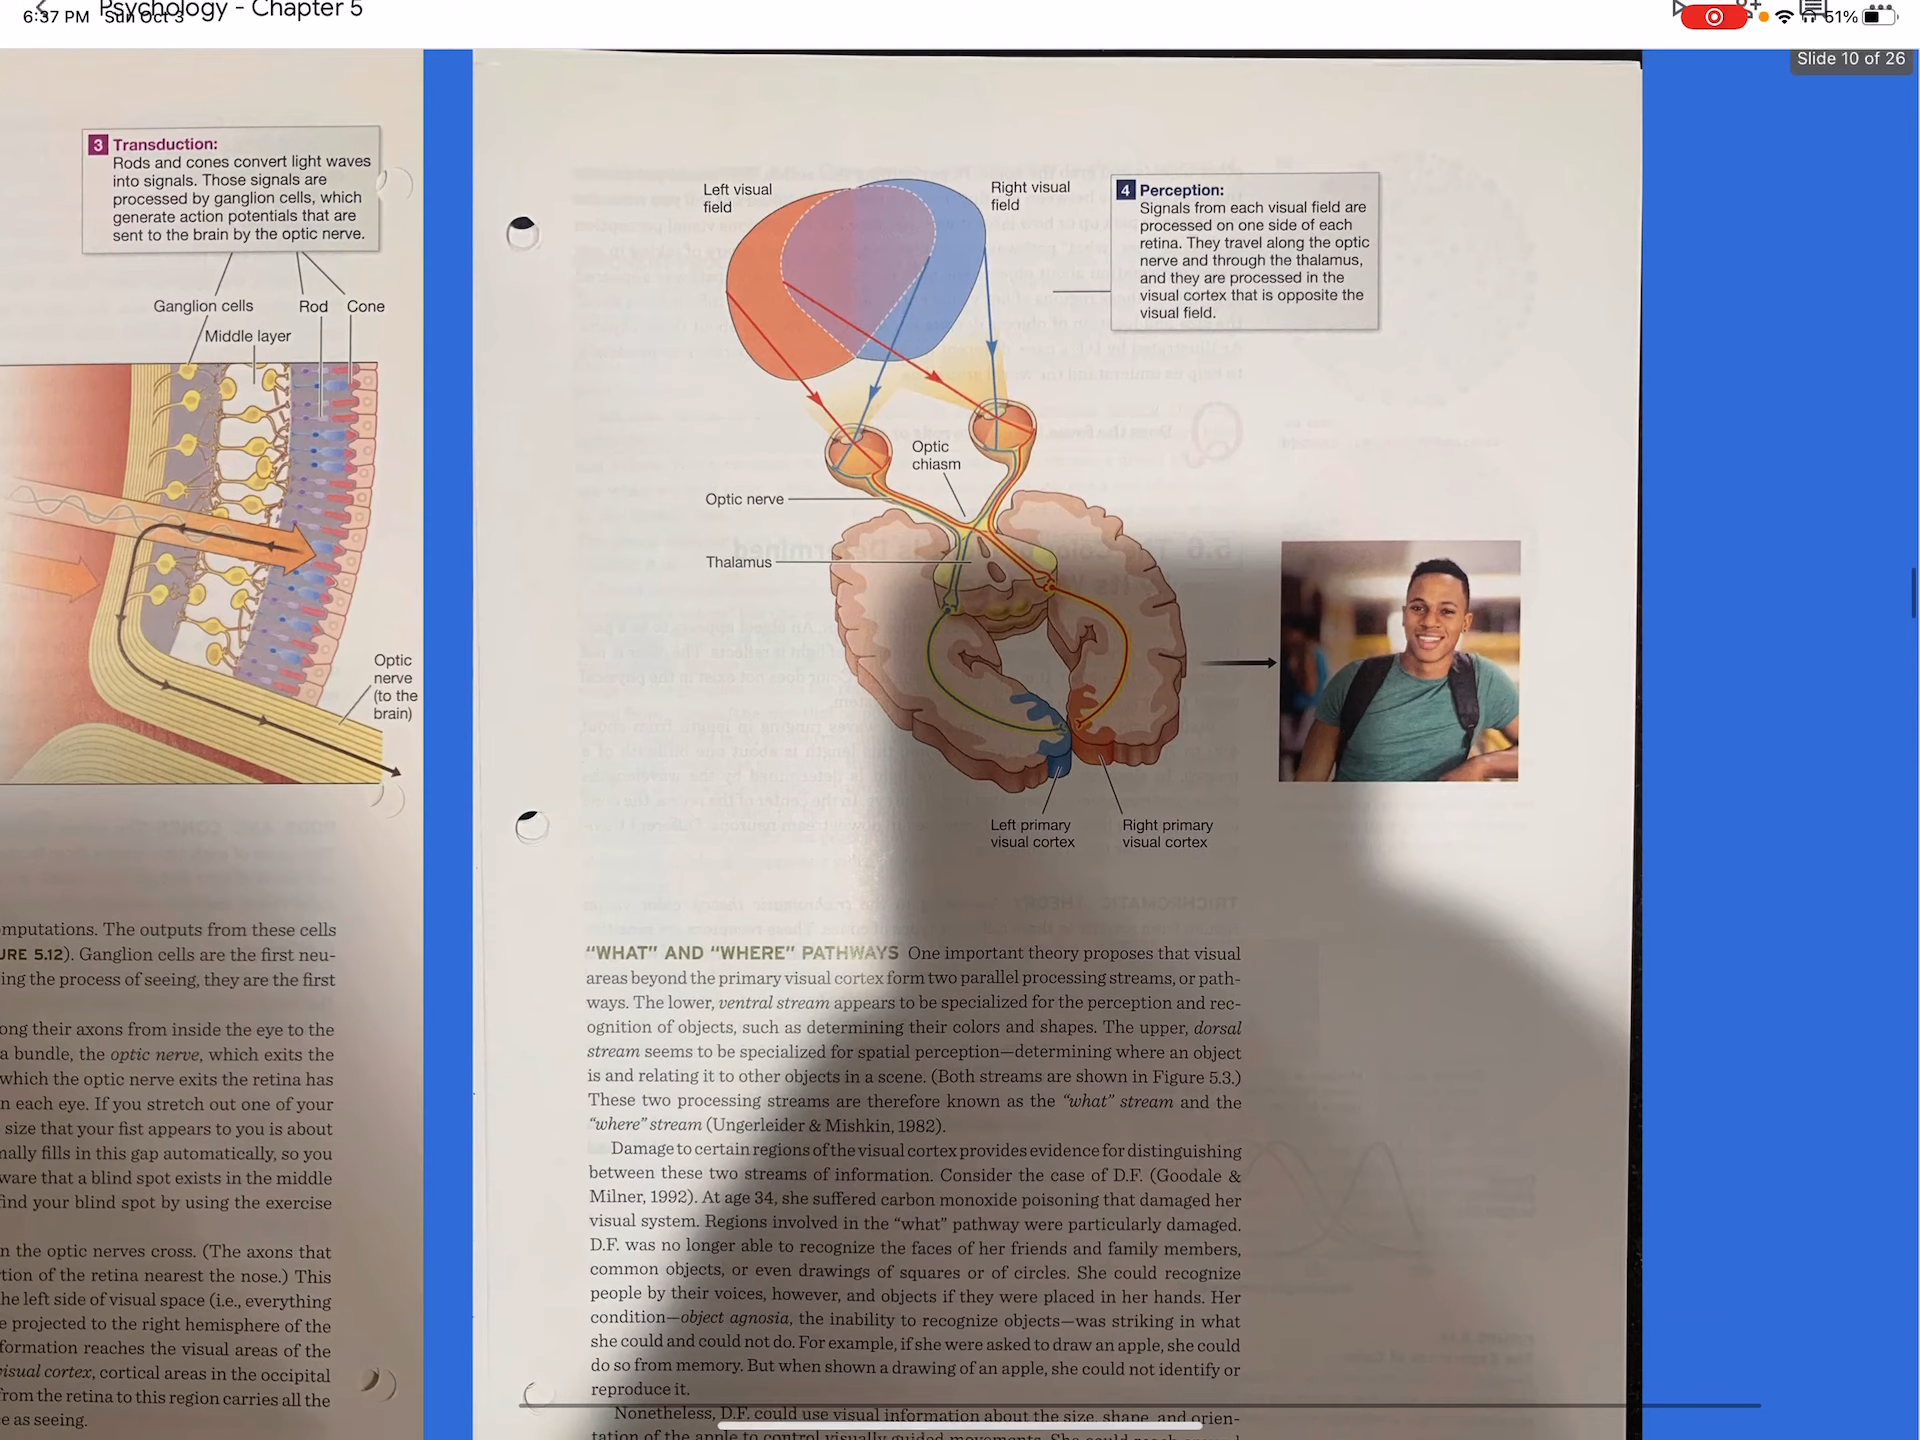 6:37 PM Sun Oct 3
Psychology - Chapter 5
51%
Slide 10 of 26
3 Transduction:
Rods and cones convert light waves
into signals. Those signals are
processed by ganglion cells, which
generate action potentials that are
sent to the brain by the optic nerve.
Ganglion cells
Rod
Cone
Middle layer
Optic
nerve
(to the
brain)
mputations. The outputs from these cells
URE 5.12). Ganglion cells are the first neu-
ing the process of seeing, they are the first
ong their axons from inside the eye to the
a bundle, the optic nerve, which exits the
which the optic nerve exits the retina has
n each eye. If you stretch out one of your
size that your fist appears to you is about
nally fills in this gap automatically, so you
ware that a blind spot exists in the middle
find your blind spot by using the exercise
n the optic nerves cross. (The axons that
tion of the retina nearest the nose.) This
he left side of visual space (i.e., everything
e projected to the right hemisphere of the
formation reaches the visual areas of the
visual cortex, cortical areas in the occipital
from the retina to this region carries all the
e as seeing.
Left visual
field
Right visual
field
4 Perception:
Signals from each visual field are
processed on one side of each
retina. They travel along the optic
nerve and through the thalamus,
and they are processed in the
visual cortex that is opposite the
visual field.
Optic
chiasm
Optic nerve
Thalamus
Left primary
visual cortex
Right primary
visual cortex
"WHAT" AND "WHERE" PATHWAYS One important theory proposes that visual
areas beyond the primary visual cortex form two parallel processing streams, or path-
ways. The lower, ventral stream appears to be specialized for the perception and rec-
ognition of objects, such as determining their colors and shapes. The upper, dorsal
stream seems to be specialized for spatial perception—determining where an object
is and relating it to other objects in a scene. (Both streams are shown in Figure 5.3.)
These two processing streams are therefore known as the "what" stream and the
"where" stream (Ungerleider & Mishkin, 1982).
Damage to certain regions of the visual cortex provides evidence for distinguishing
between these two streams of information. Consider the case of D.F. (Goodale &
Milner, 1992). At age 34, she suffered carbon monoxide poisoning that damaged her
visual system. Regions involved in the "what" pathway were particularly damaged.
D.F. was no longer able to recognize the faces of her friends and family members,
common objects, or even drawings of squares or of circles. She could recognize
people by their voices, however, and objects if they were placed in her hands. Her
condition—object agnosia, the inability to recognize objects—was striking in what
she could and could not do. For example, if she were asked to draw an apple, she could
do so from memory. But when shown a drawing of an apple, she could not identify or
reproduce it.
Nonetheless, D.F. could use visual information about the size, shape, and orien-
tation of the apple to control visually guided movements. She could reach